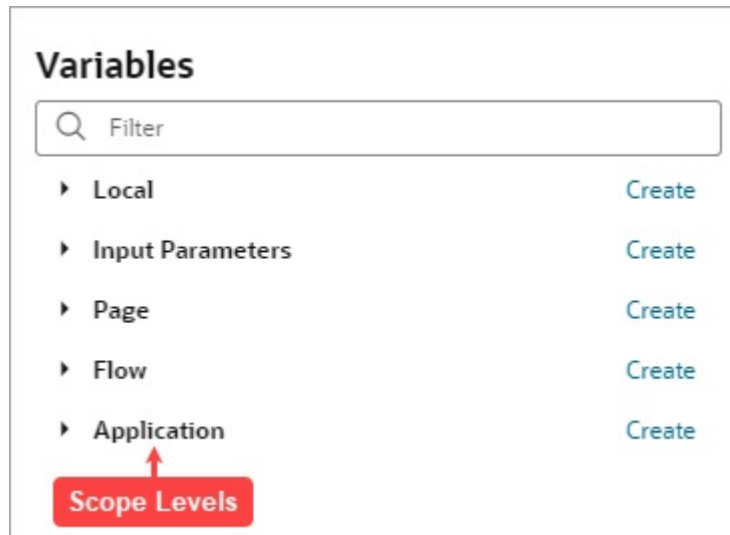 Variables
Filter
Local Create
Input Parameters Create
Page Create
Flow Create
Application Create
Scope Levels